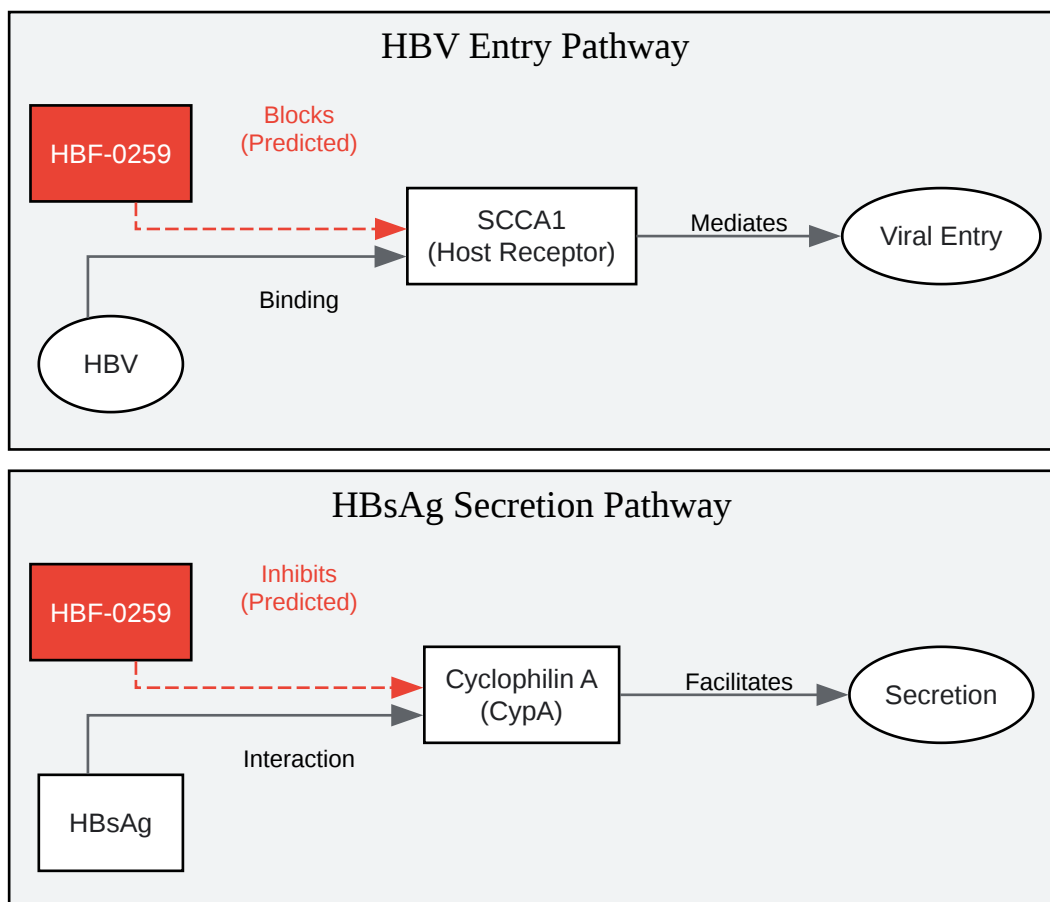 HBV Entry Pathway
HBF-0259
Blocks
(Predicted)
SCCA1
(Host Receptor)
Mediates
Viral Entry
Binding
HBV
HBsAg Secretion Pathway
HBF-0259
Inhibits
(Predicted)
Cyclophilin A
(CypA)
Facilitates
Secretion
Interaction
HBsAg